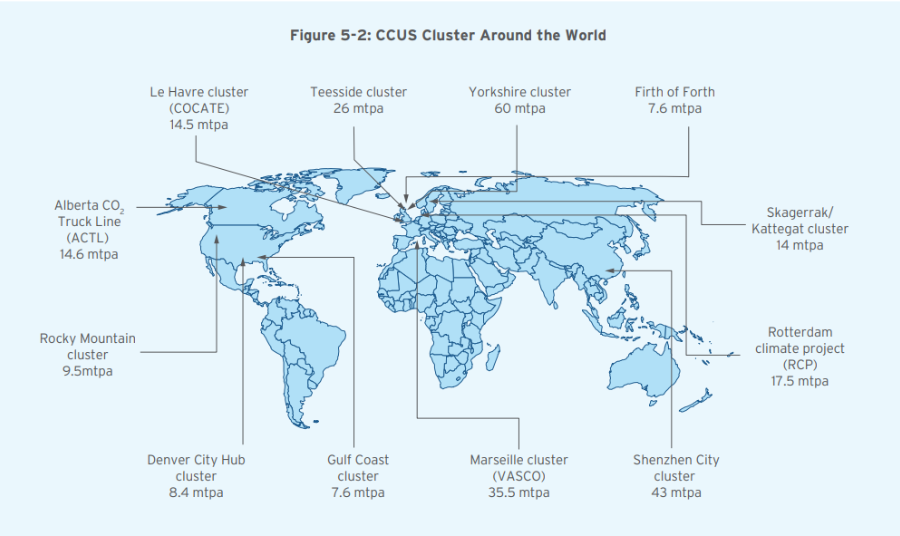 Figure 5-2: CCUS Cluster Around the World
Le Havre cluster
(COCATE)
14.5 mtpa
Teesside cluster
26 mtpa
Yorkshire cluster
60 mtpa
Firth of Forth
7.6 mtpa
Alberta CO₂
Truck Line
(ACTL)
14.6 mtpa
Skagerrak/
Kattegat cluster
14 mtpa
Rocky Mountain
cluster
9.5mtpa
Rotterdam
climate project
(RCP)
17.5 mtpa
Denver City Hub
cluster
8.4 mtpa
Gulf Coast
cluster
7.6 mtpa
Marseille cluster
(VASCO)
35.5 mtpa
Shenzhen City
cluster
43 mtpa